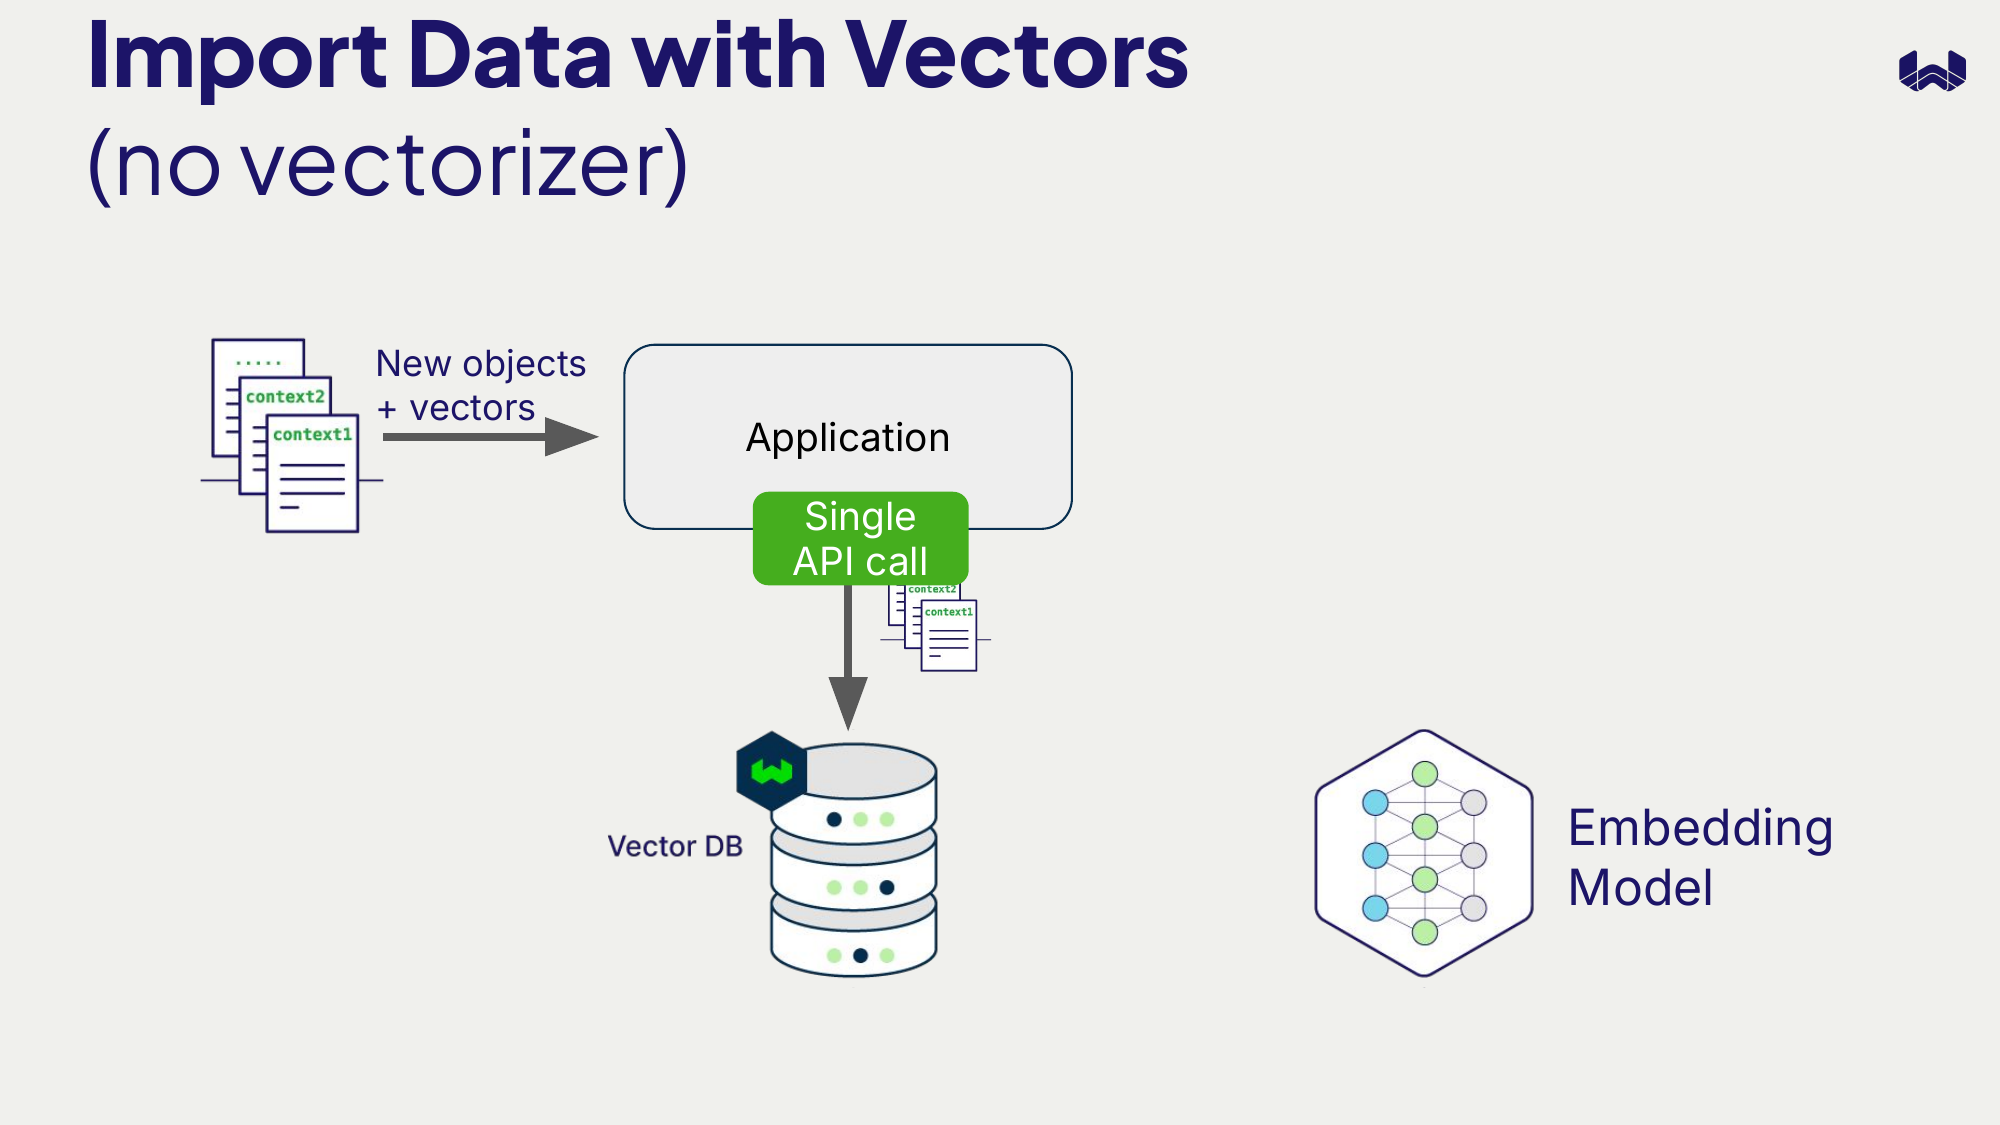 Import Data with Vectors
(no vectorizer)
.....
context2
context1
New objects
+ vectors
Application
Single
API call
context2
context1
Vector DB
Embedding
Model